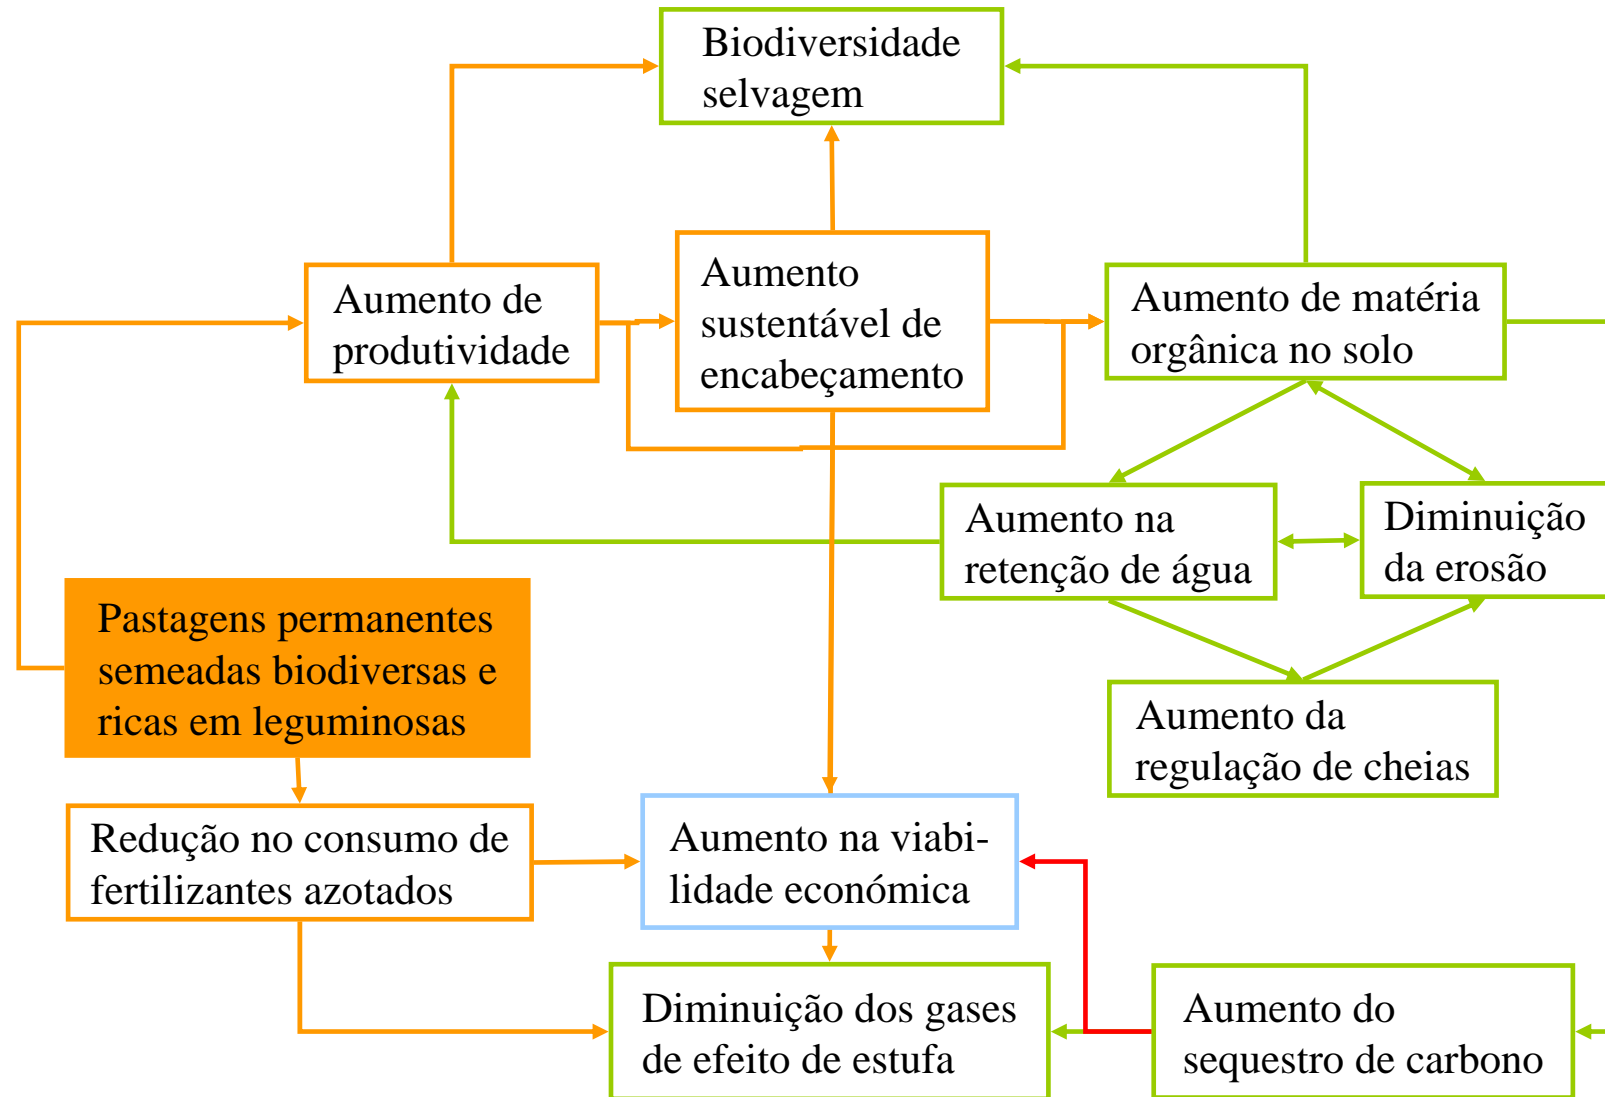 Biodiversidade
selvagem
Aumento de
produtividade
Aumento
sustentável de
encabeçamento
Aumento de matéria
orgânica no solo
Aumento na
retenção de água
Diminuição
da erosão
Pastagens permanentes
semeadas biodiversas e
ricas em leguminosas
Aumento da
regulação de cheias
Redução no consumo de
fertilizantes azotados
Aumento na viabi-
lidade económica
Diminuição dos gases
de efeito de estufa
Aumento do
sequestro de carbono